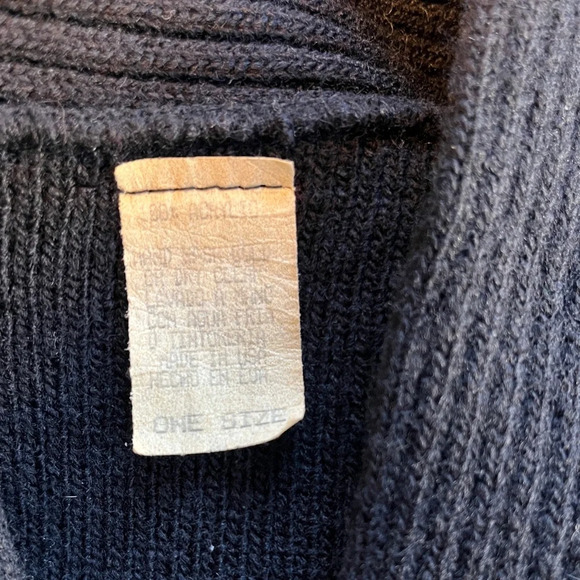 ACRYLIC
HAND WASH COLD
OR DRY CLEAN
LAVADO A MANO
CON AGUA FRIA
O TINTORERIA
MADE IN USA
HECHO EN EUA
ONE SIZE